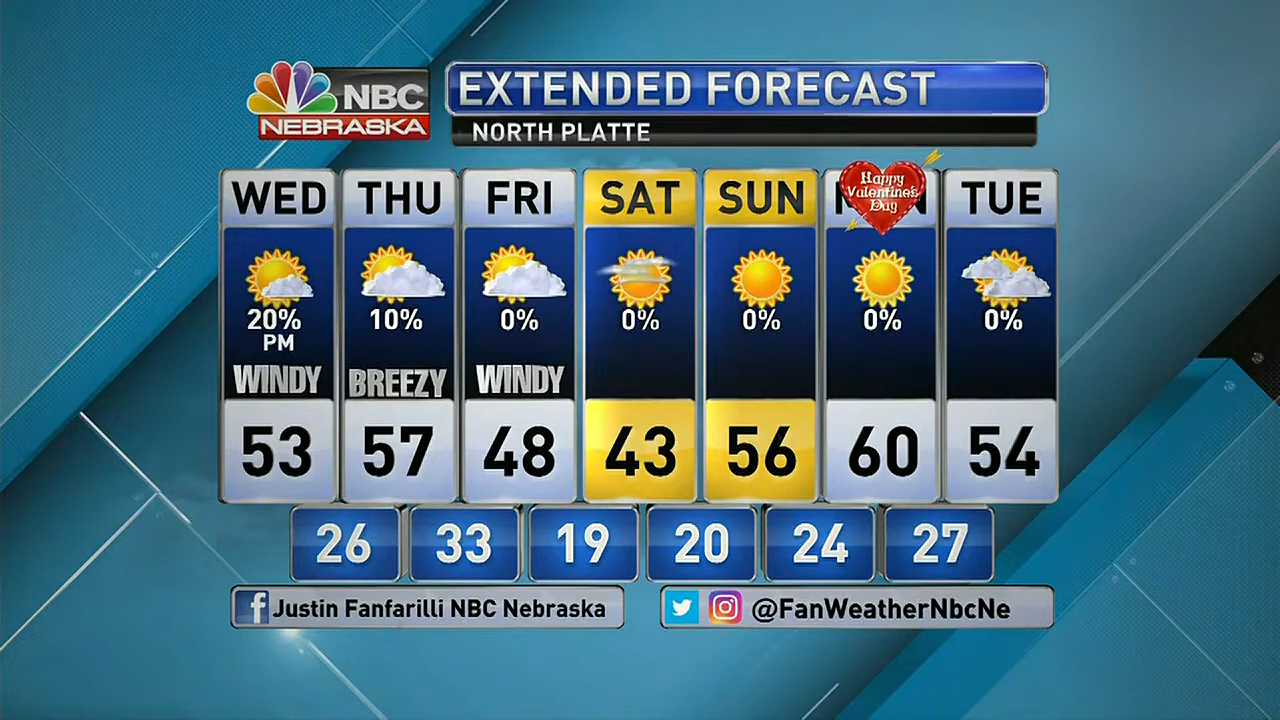 NBC
NEBRASKA
EXTENDED FORECAST
NORTH PLATTE
WED THU FRI SAT SUN MON TUE
Happy
Valentine's
Day
20% 10% 0% 0% 0% 0% 0%
PM
WINDY BREEZY WINDY
53 57 48 43 56 60 54
26 33 19 20 24 27
f Justin Fanfarilli NBC Nebraska
@FanWeatherNbcNe